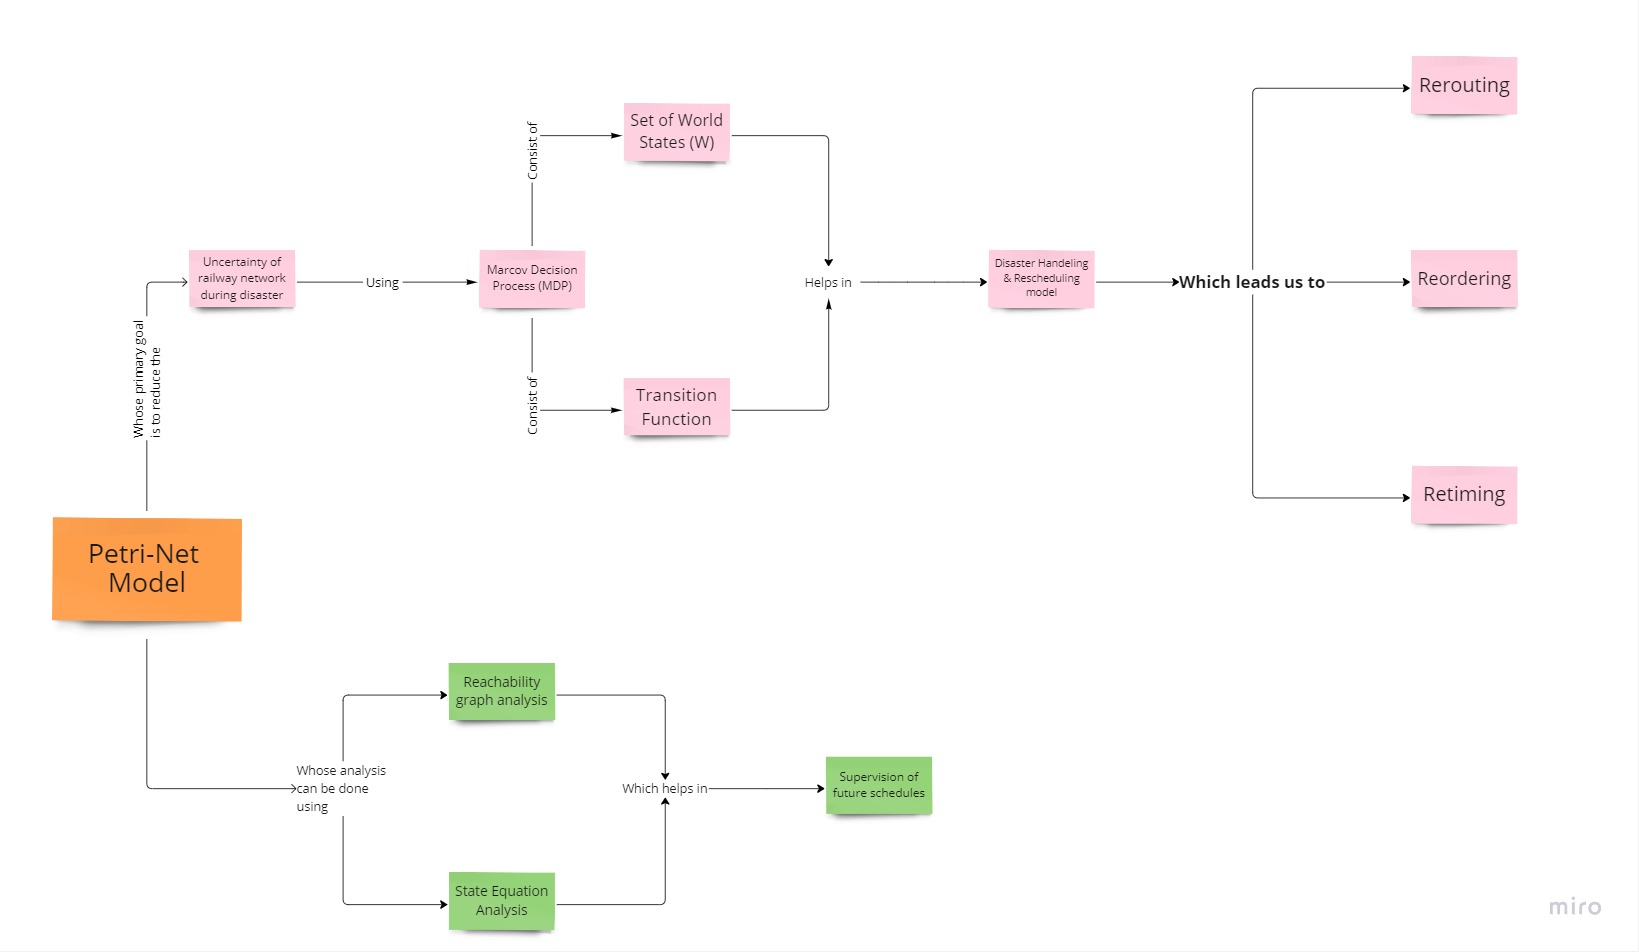 Rerouting
Set of World
States (W)
Consist of
Uncertainty of
railway network
during disaster
Using
Marcov Decision
Process (MDP)
Helps in
Disaster Handeling
& Rescheduling
model
Which leads us to
Reordering
Whose primary goal
is to reduce the
Consist of
Transition
Function
Retiming
Petri-Net
Model
Reachability
graph analysis
Whose analysis
can be done
using
Which helps in
Supervision of
future schedules
State Equation
Analysis
miro